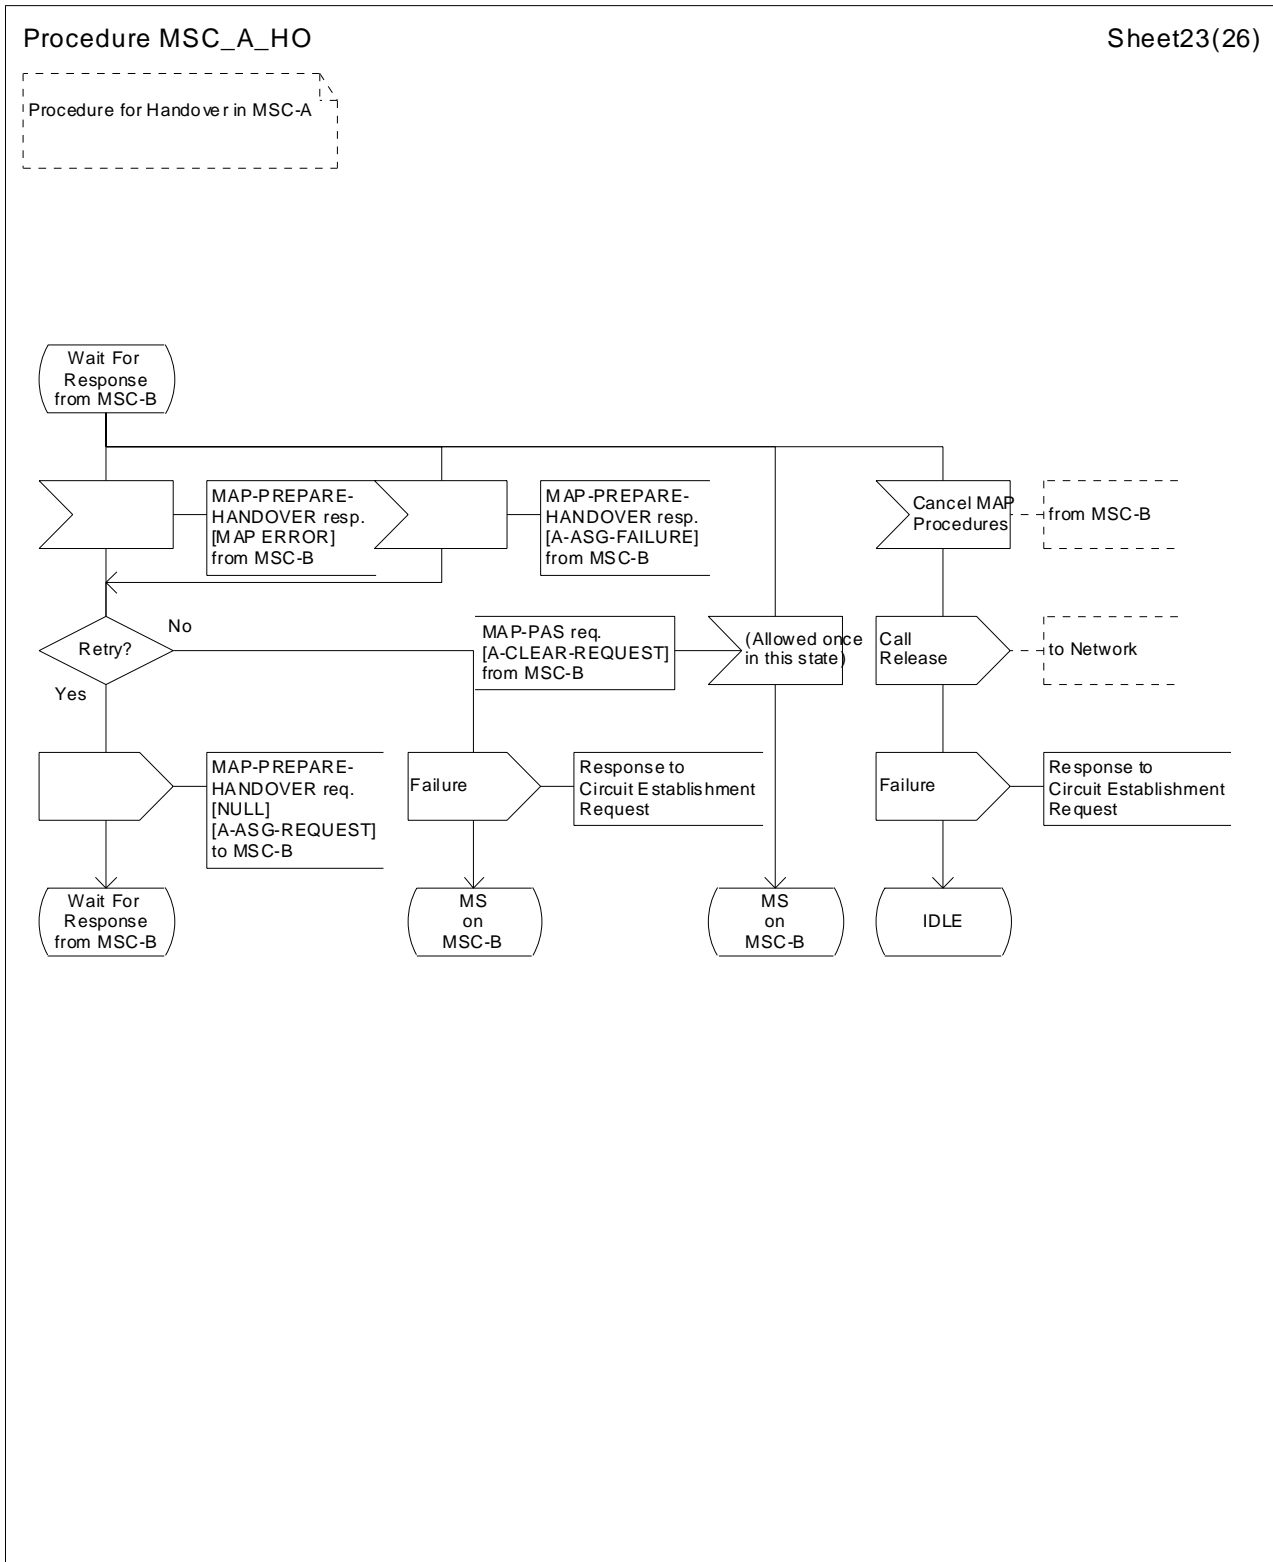 Procedure MSC_A_HO
Sheet23(26)
Procedure for Handover in MSC-A
Wait For
Response
from MSC-B
MAP-PREPARE-
HANDOVER resp.
[MAP ERROR]
from MSC-B
MAP-PREPARE-
HANDOVER resp.
[A-ASG-FAILURE]
from MSC-B
Cancel MAP
Procedures
from MSC-B
Retry?
No
Yes
MAP-PAS req.
[A-CLEAR-REQUEST]
from MSC-B
(Allowed once
in this state)
Call
Release
to Network
MAP-PREPARE-
HANDOVER req.
[NULL]
[A-ASG-REQUEST]
to MSC-B
Failure
Response to
Circuit Establishment
Request
Failure
Response to
Circuit Establishment
Request
Wait For
Response
from MSC-B
MS
on
MSC-B
MS
on
MSC-B
IDLE